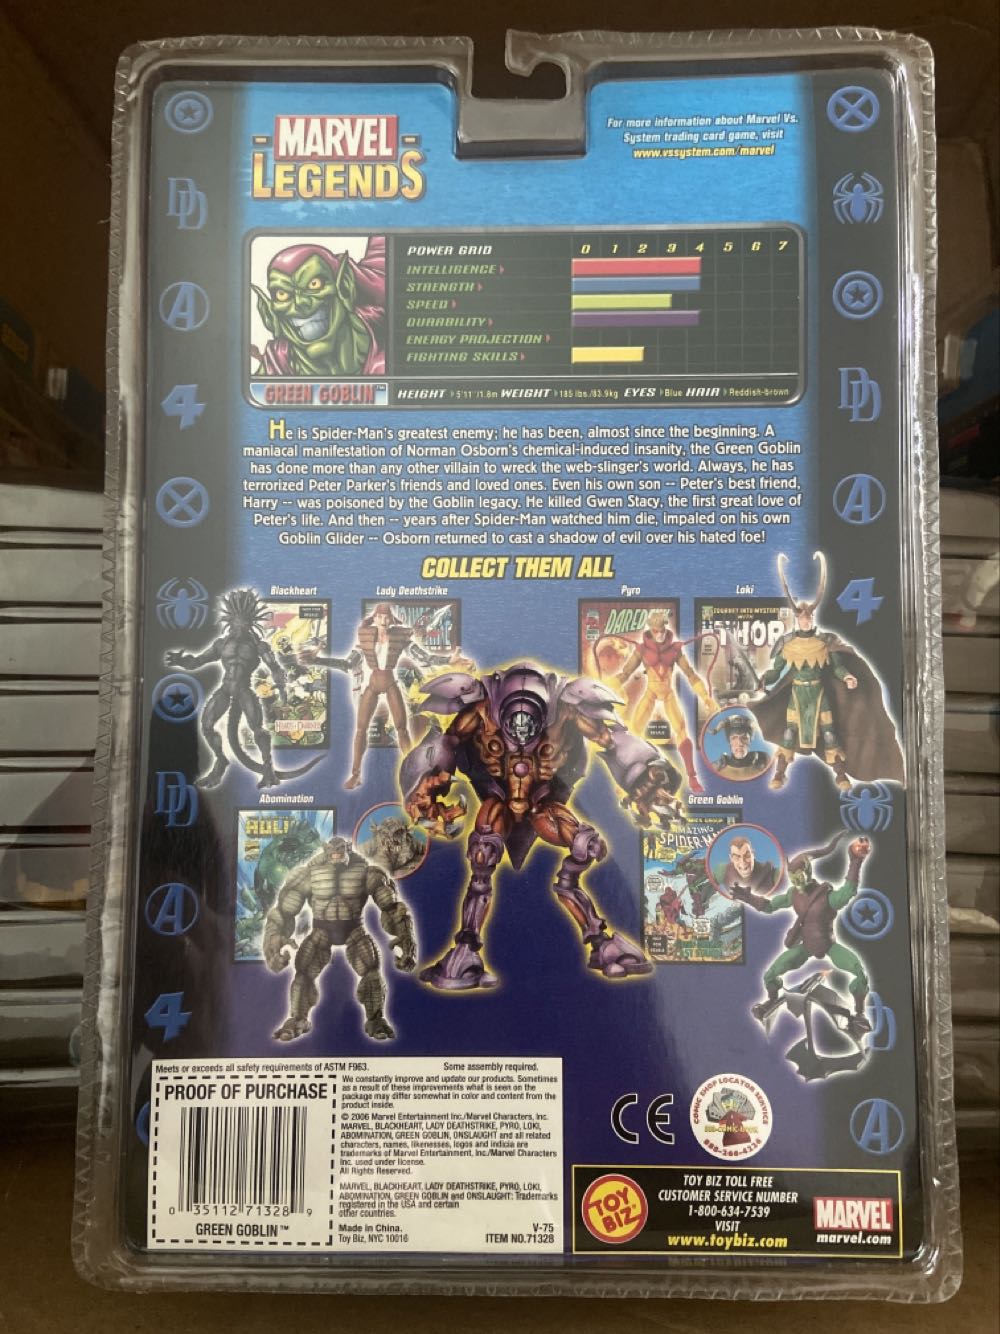 MARVEL
LEGENDS
For more information about Marvel Vs.
System trading card game, visit
www.vssystem.com/marvel
POWER GRID 0 1 2 3 4 5 6 7
INTELLIGENCE
STRENGTH
SPEED
DURABILITY
ENERGY PROJECTION
FIGHTING SKILLS
GREEN GOBLIN™ HEIGHT 5'11"/1.8m WEIGHT 185 lbs./83.9kg EYES Blue HAIR Reddish-brown
He is Spider-Man's greatest enemy; he has been, almost since the beginning. A
maniacal manifestation of Norman Osborn's chemical-induced insanity, the Green Goblin
has done more than any other villain to wreck the web-slinger's world. Always, he has
terrorized Peter Parker's friends and loved ones. Even his own son -- Peter's best friend,
Harry -- was poisoned by the Goblin legacy. He killed Gwen Stacy, the first great love of
Peter's life. And then -- years after Spider-Man watched him die, impaled on his own
Goblin Glider -- Osborn returned to cast a shadow of evil over his hated foe!
COLLECT THEM ALL
Blackheart
Lady Deathstrike
Pyro
Loki
THOR
Abomination
Green Goblin
AMAZING
SPIDER-MAN
Meets or exceeds all safety requirements of ASTM F963. Some assembly required.
PROOF OF PURCHASE
0 35112 71328 9
GREEN GOBLIN™
We constantly improve and update our products. Sometimes
as a result of these improvements what is seen on the
package may differ somewhat in color and content from the
product inside.
© 2006 Marvel Entertainment Inc./Marvel Characters, Inc.
MARVEL, BLACKHEART, LADY DEATHSTRIKE, PYRO, LOKI,
ABOMINATION, GREEN GOBLIN, ONSLAUGHT and all related
characters, names, likenesses, logos and indicia are
trademarks of Marvel Entertainment, Inc./Marvel Characters
Inc. used under license.
All Rights Reserved.
MARVEL, BLACKHEART, LADY DEATHSTRIKE, PYRO, LOKI,
ABOMINATION, GREEN GOBLIN and ONSLAUGHT: Trademarks
registered in the USA and certain
other countries.
Made in China. V-75
Toy Biz, NYC 10016 ITEM NO.71328
CE
COMIC SHOP LOCATOR SERVICE
888-COMIC-BOOK
888-266-4226
TOY BIZ
TOY BIZ TOLL FREE
CUSTOMER SERVICE NUMBER
1-800-634-7539
VISIT
www.toybiz.com
MARVEL
marvel.com